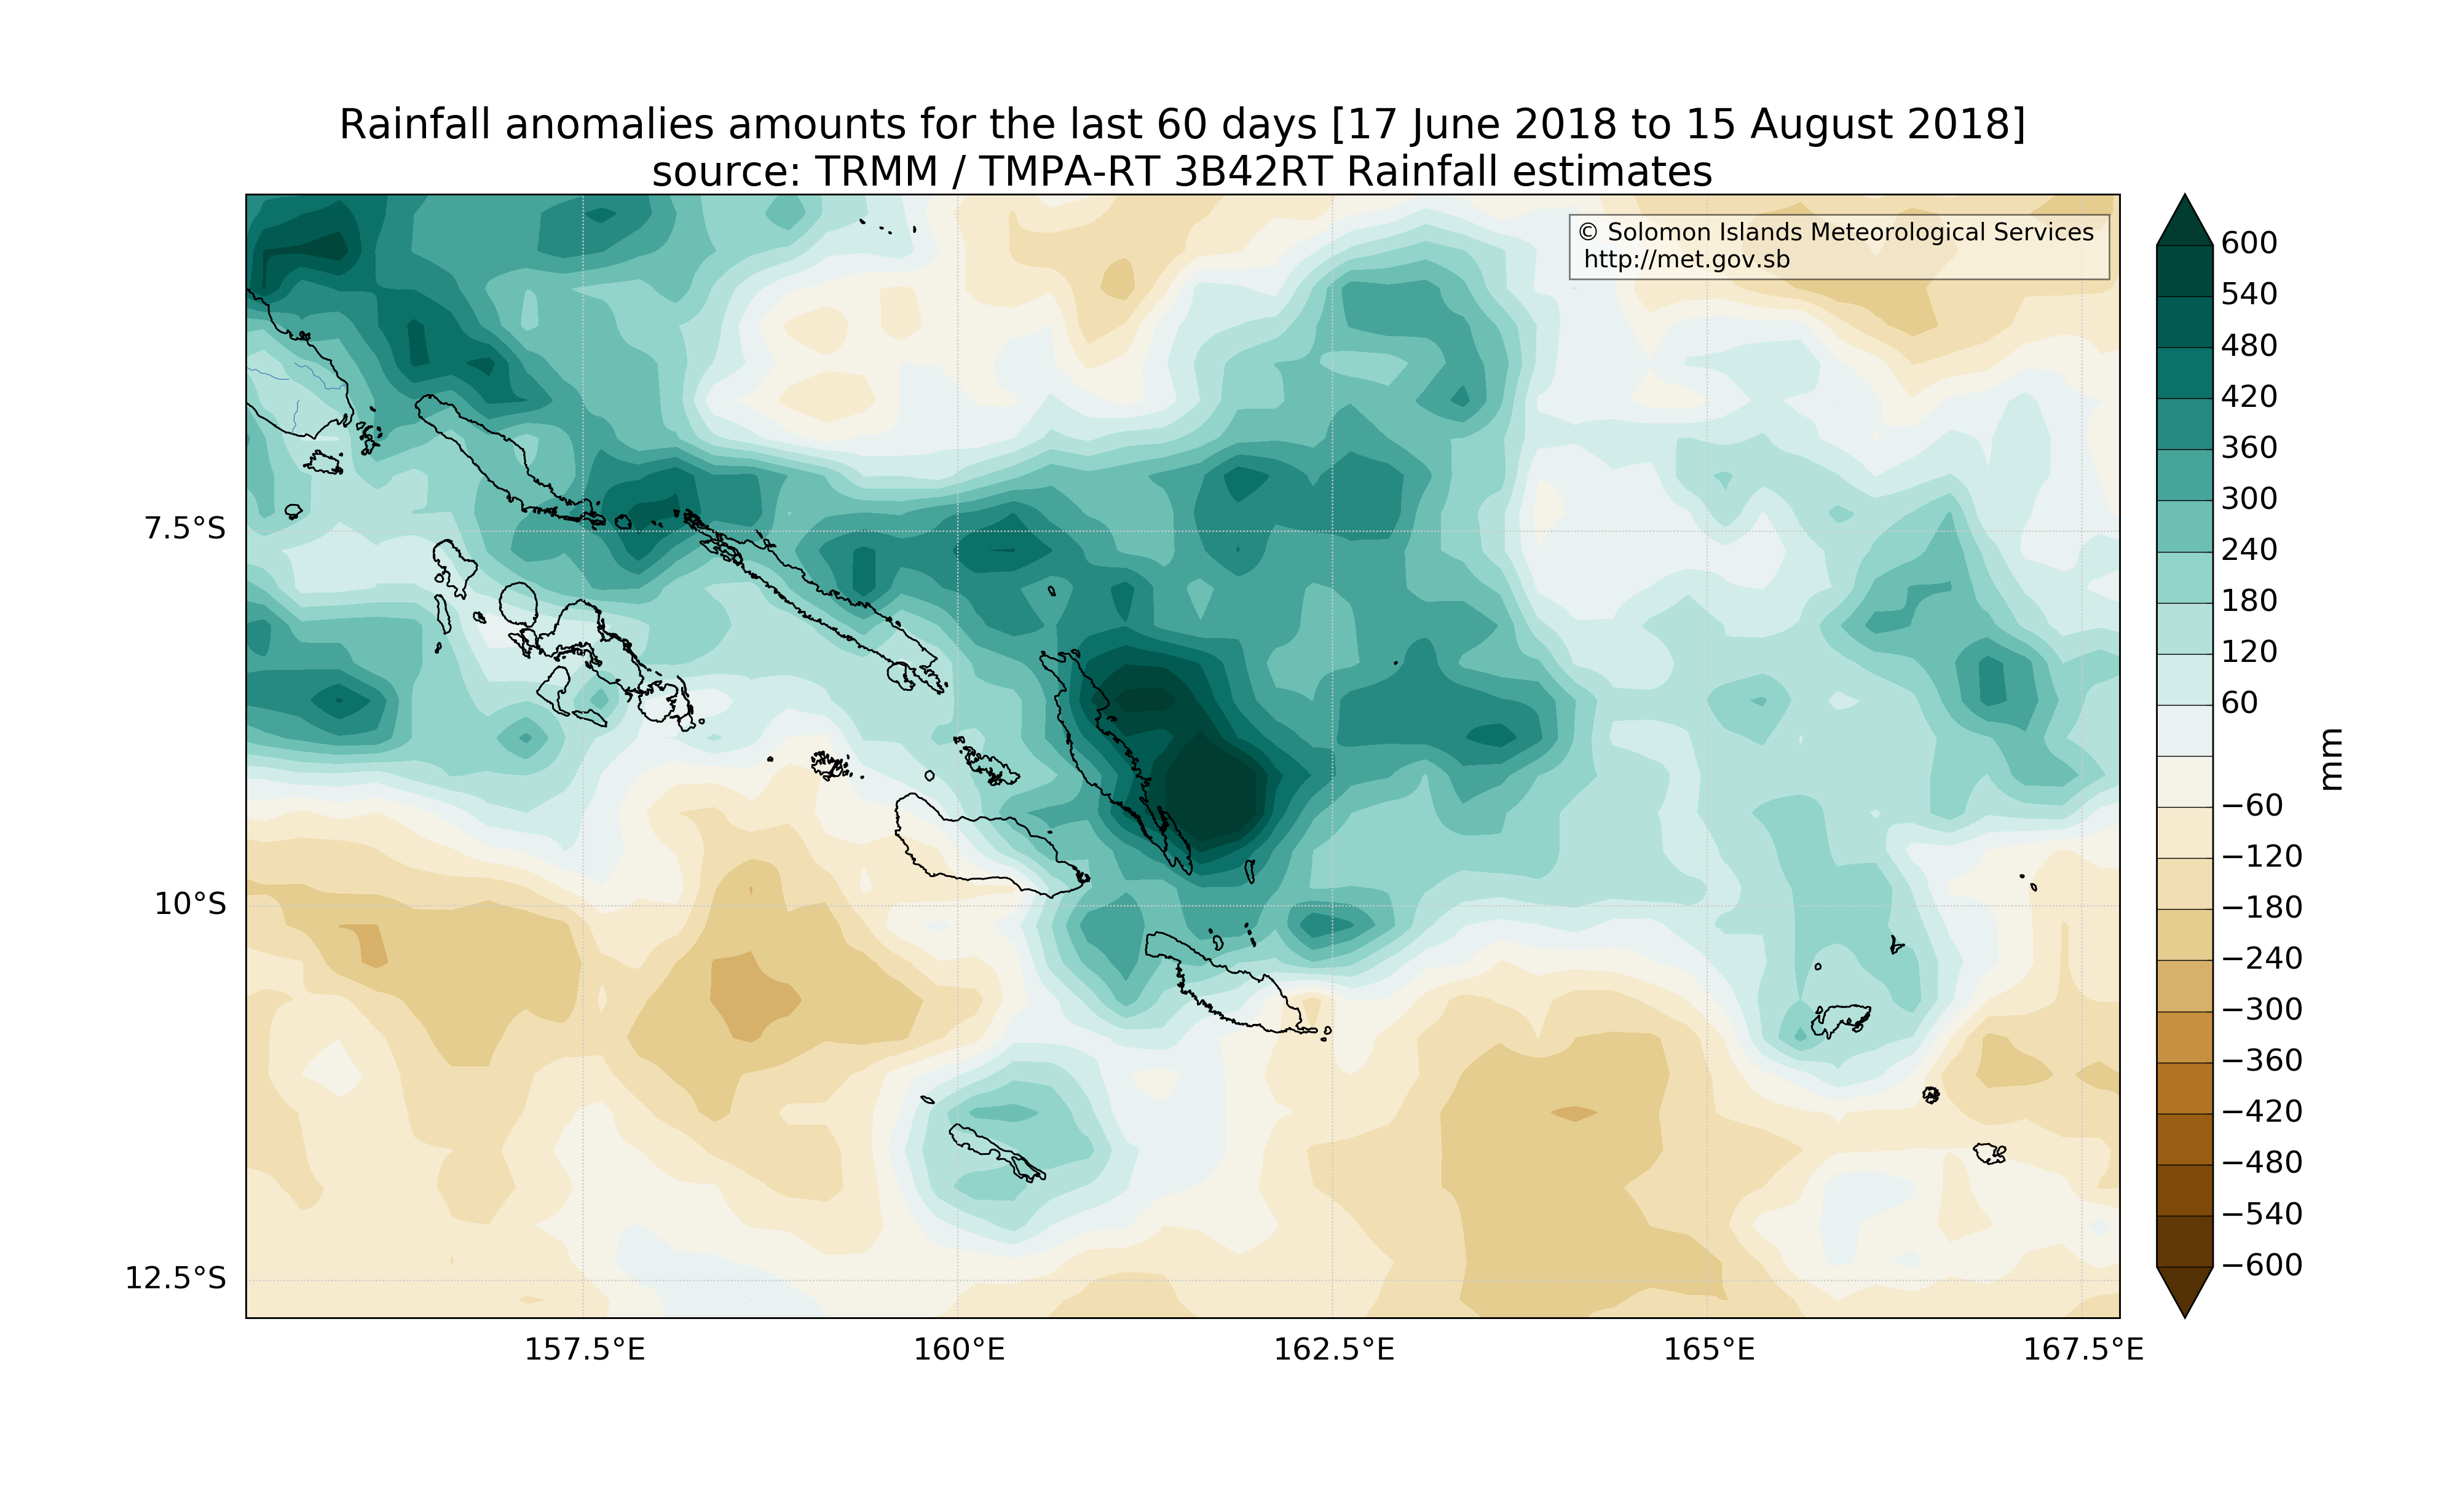 Rainfall anomalies amounts for the last 60 days [17 June 2018 to 15 August 2018]
source: TRMM / TMPA-RT 3B42RT Rainfall estimates
© Solomon Islands Meteorological Services
http://met.gov.sb
7.5°S
10°S
12.5°S
157.5°E
160°E
162.5°E
165°E
167.5°E
600
540
480
420
360
300
240
180
120
60
−60
−120
−180
−240
−300
−360
−420
−480
−540
−600
mm